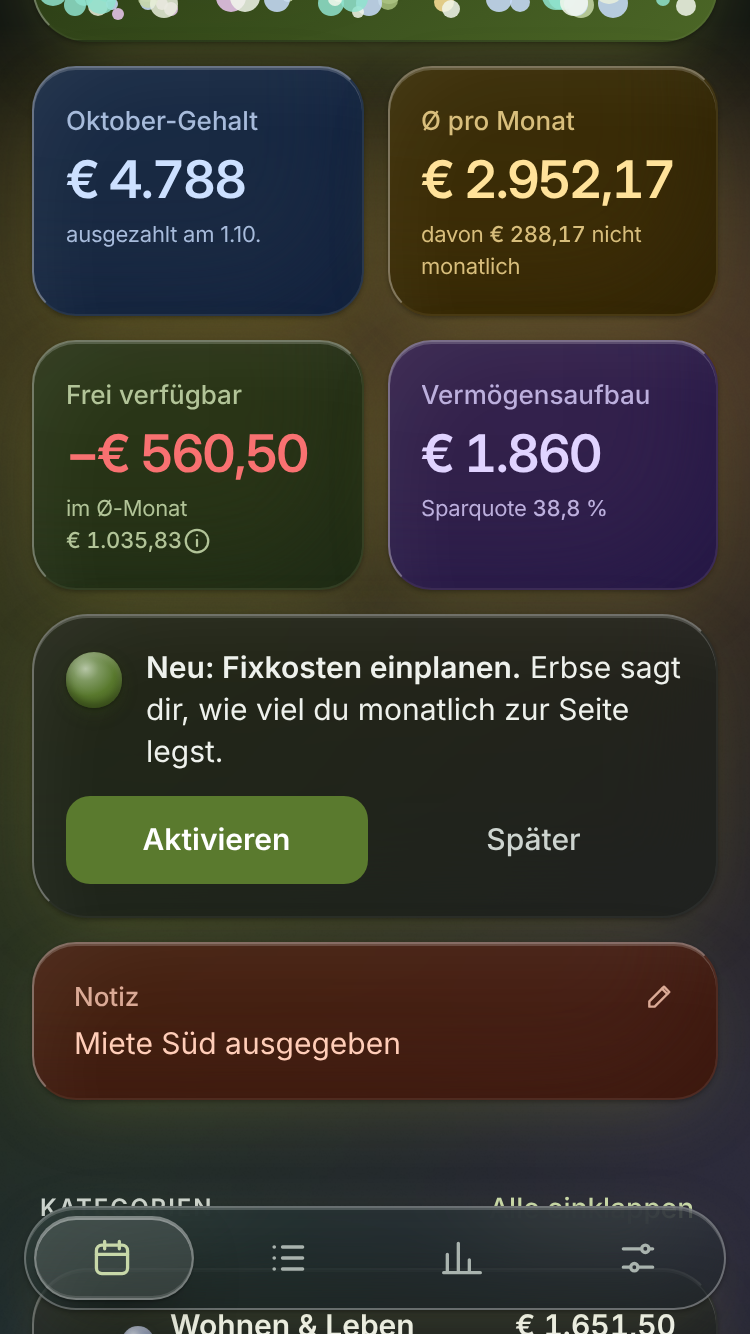 Oktober-Gehalt
€ 4.788
ausgezahlt am 1.10.
Ø pro Monat
€ 2.952,17
davon € 288,17 nicht
monatlich
Frei verfügbar
–€ 560,50
im Ø-Monat
€ 1.035,83
Vermögensaufbau
€ 1.860
Sparquote 38,8 %
Neu: Fixkosten einplanen. Erbse sagt
dir, wie viel du monatlich zur Seite
legst.
Aktivieren
Später
Notiz
Miete Süd ausgegeben
KATEGORIEN
Alle einklappen
Wohnen & Leben
€ 1.651,50